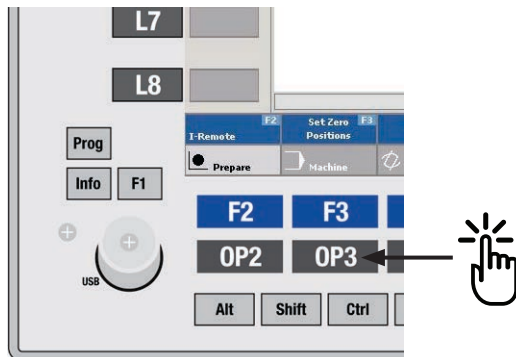 L7
L8
F2
Set Zero F3
I-Remote Positions
Prog
Prepare Machine
Info F1
F2 F3
OP2 OP3
USB
Alt Shift Ctrl